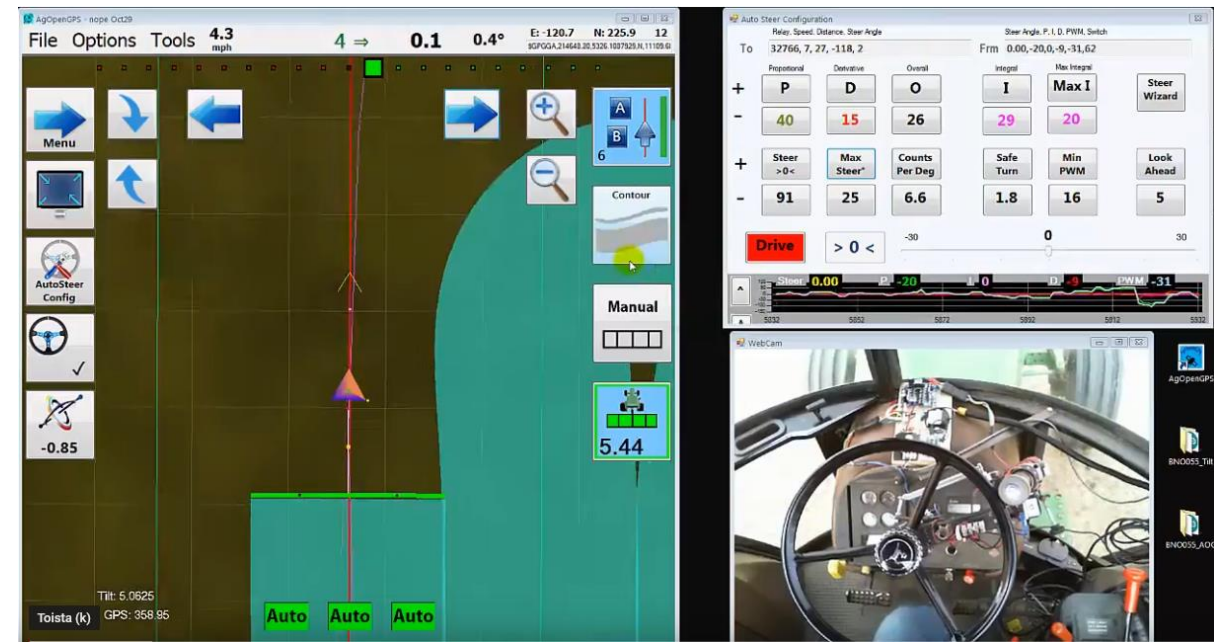 AgOpenGPS - nope Oct29
File Options Tools 4.3 mph 4 ⇒ 0.1 0.4° E: -120.7 N: 225.9 12
Menu
AutoSteer
Config
-0.85
A
B
6
Contour
Manual
5.44
Tilt: 5.0625
GPS: 358.95
Toista (k)
Auto Auto Auto
Auto Steer Configuration
Relay, Speed, Distance, Steer Angle
Steer Angle, P, I, D, PWM, Switch
To 32766, 7, 27, -118, 2 Frm 0.00,-20,0,-9,-31,62
Proportional Derivative Overall Integral Max Integral
+ P D O I Max I Steer Wizard
- 40 15 26 29 20
+ Steer >0< Max Steer° Counts Per Deg Safe Turn Min PWM Look Ahead
- 91 25 6.6 1.8 16 5
Drive > 0 < -30 0 30
Steer. 0.00 P. -20 I. 0 D. -9 PWM. -31
WebCam
AgOpenGPS
BNO055_Tilt
BNO055_AOG